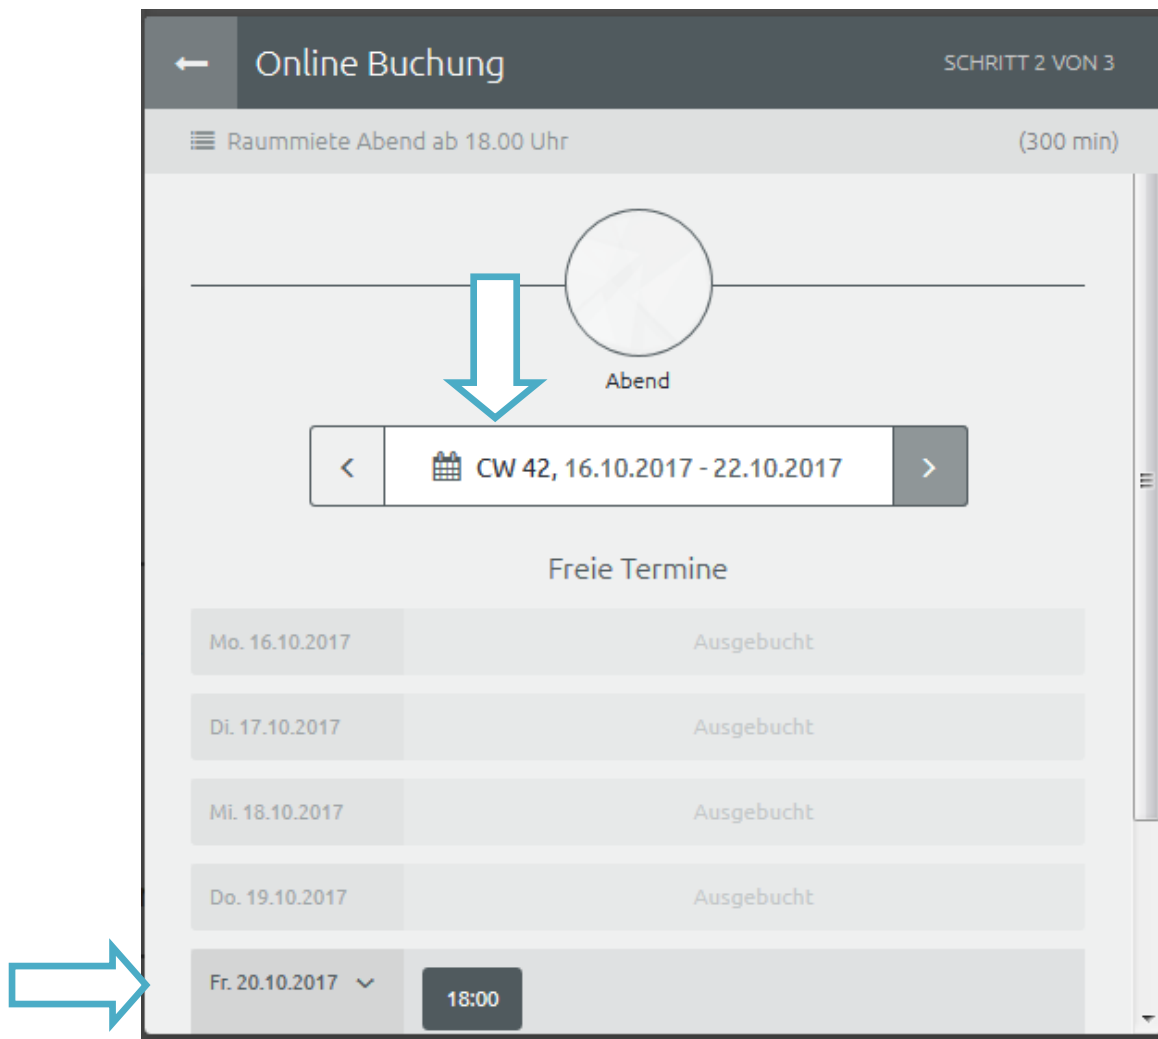 Online Buchung
SCHRITT 2 VON 3
Raummiete Abend ab 18.00 Uhr
(300 min)
Abend
CW 42, 16.10.2017 - 22.10.2017
Freie Termine
Mo. 16.10.2017 Ausgebucht
Di. 17.10.2017 Ausgebucht
Mi. 18.10.2017 Ausgebucht
Do. 19.10.2017 Ausgebucht
Fr. 20.10.2017 18:00